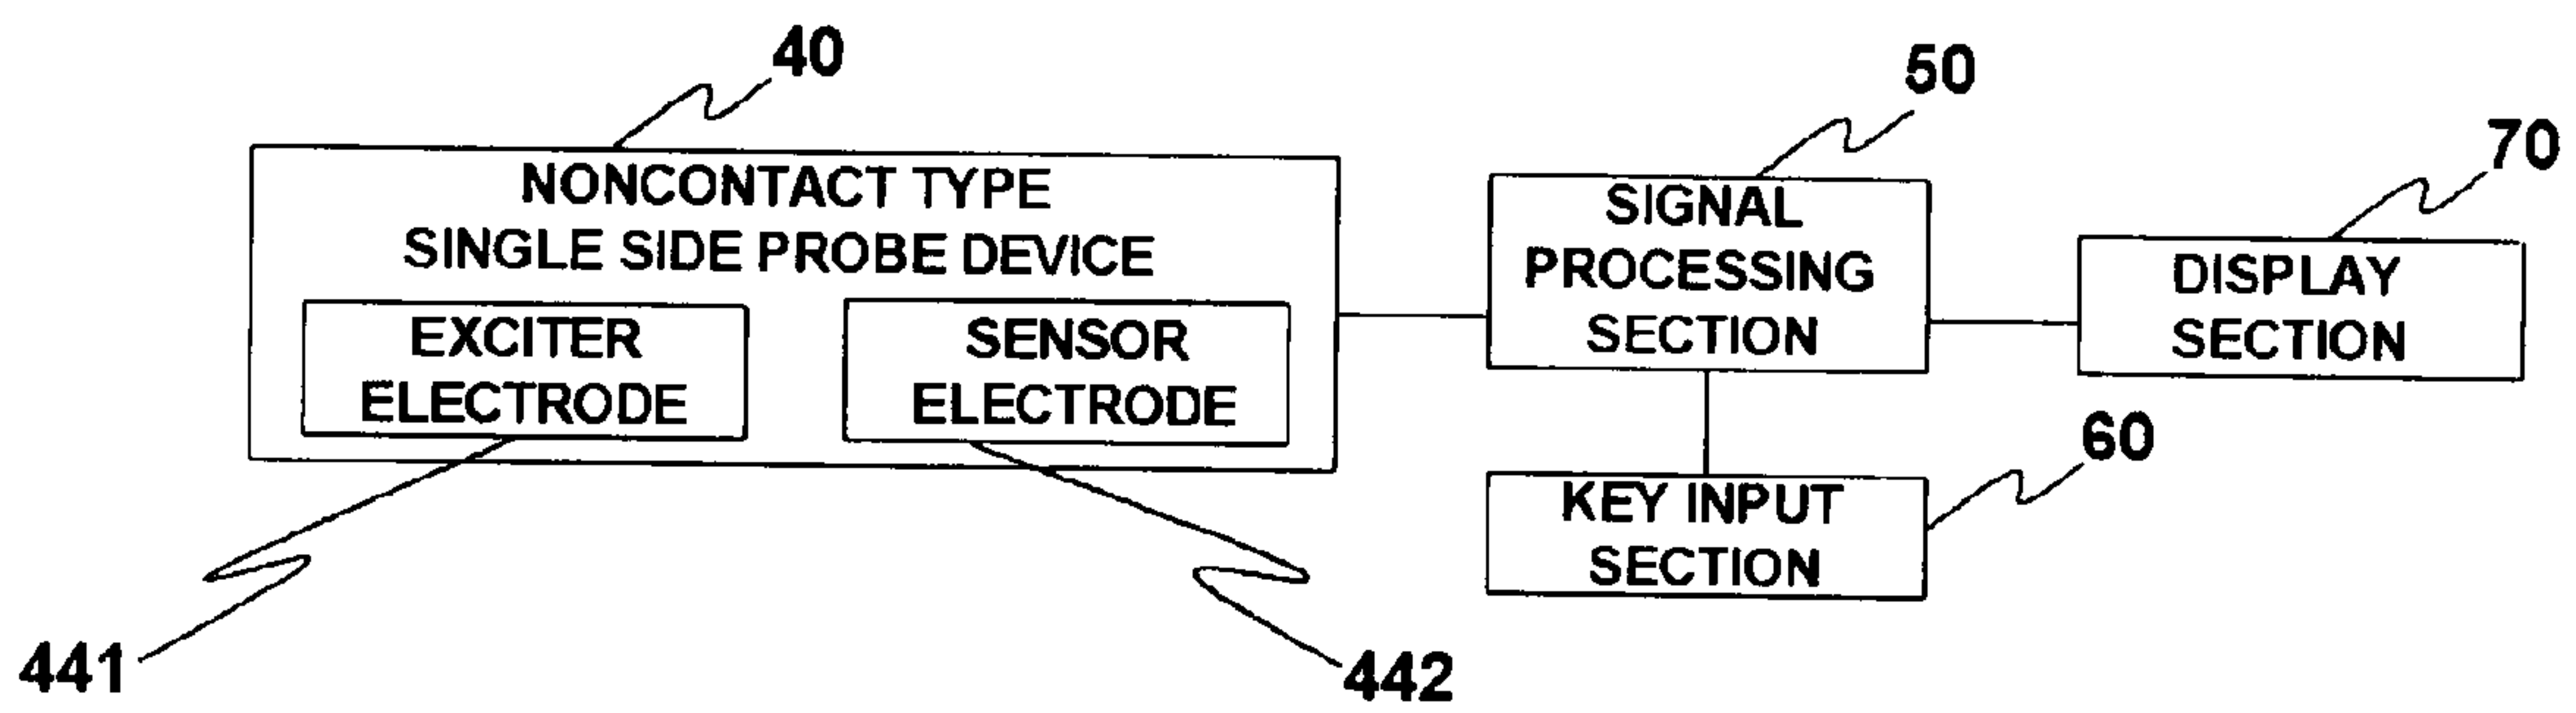 40
NONCONTACT TYPE
SINGLE SIDE PROBE DEVICE
EXCITER
ELECTRODE
441
SENSOR
ELECTRODE
442
50
SIGNAL
PROCESSING
SECTION
70
DISPLAY
SECTION
60
KEY INPUT
SECTION